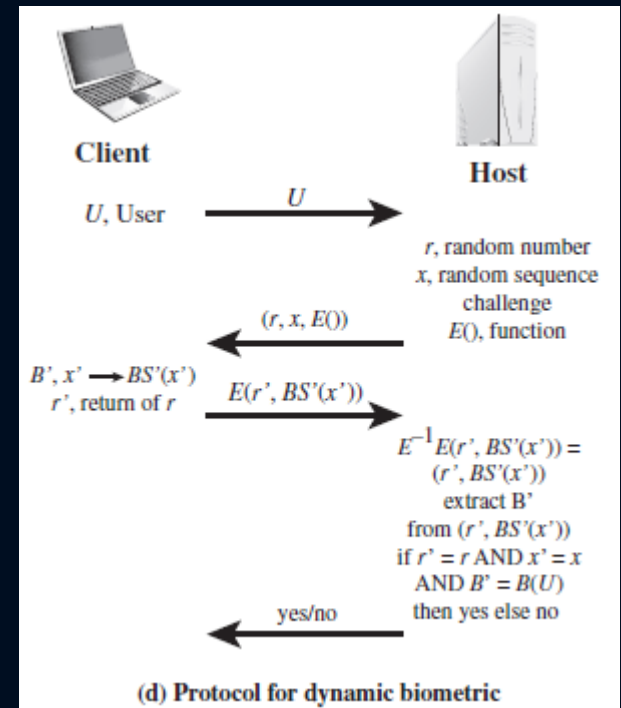 Client
Host
U, User
U
r, random number
x, random sequence
challenge
E(), function
(r, x, E())
B’, x’ → BS’(x’)
r’, return of r
E(r’, BS’(x’))
E⁻¹E(r’, BS’(x’)) =
(r’, BS’(x’))
extract B’
from (r’, BS’(x’))
if r’ = r AND x’ = x
AND B’ = B(U)
then yes else no
yes/no
(d) Protocol for dynamic biometric